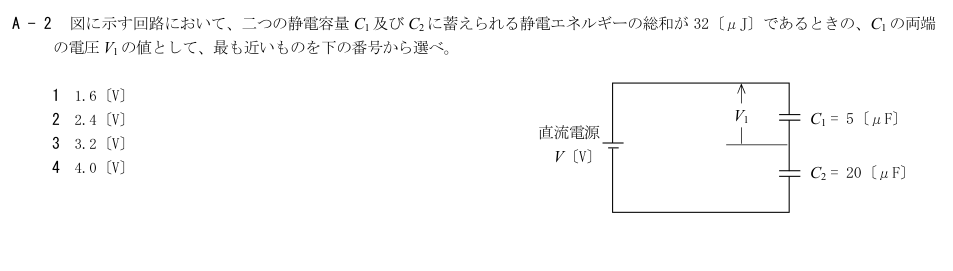 A － 2　図に示す回路において、二つの静電容量 C1 及び C2 に蓄えられる静電エネルギーの総和が 32〔μJ〕であるときの、C1 の両端
の電圧 V1 の値として、最も近いものを下の番号から選べ。
1　1.6〔V〕
2　2.4〔V〕
3　3.2〔V〕
4　4.0〔V〕
直流電源
V〔V〕
V1
C1 = 5〔μF〕
C2 = 20〔μF〕